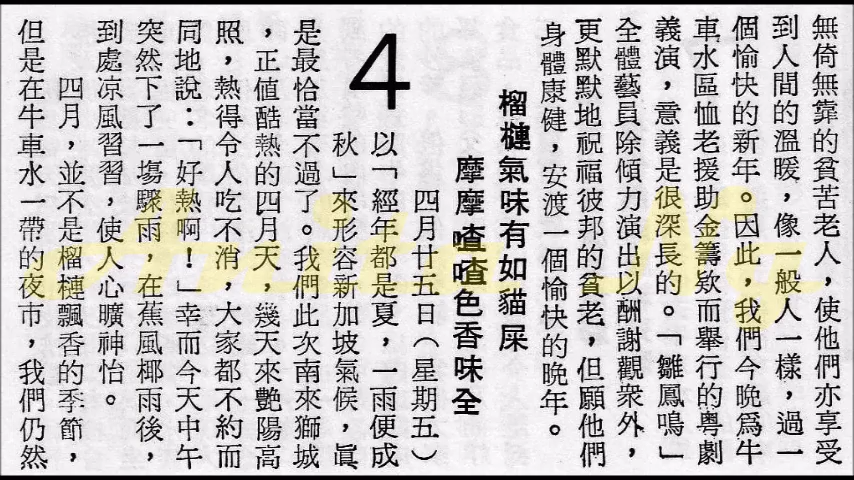 無倚無靠的貧苦老人，使他們亦享受
到人間的溫暖，像一般人一樣，過一
個愉快的新年。因此，我們今晚爲牛
車水區恤老援助金籌欵而舉行的粵劇
義演，意義是很深長的。「雛鳳鳴」
全體藝員除傾力演出以酬謝觀衆外，
更默默地祝福彼邦的貧老，但願他們
身體康健，安渡一個愉快的晚年。
榴槤氣味有如貓屎
摩摩喳喳色香味全
4
四月廿五日（星期五）
以「經年都是夏，一雨便成
秋」來形容新加坡氣候，眞
是最恰當不過了。我們此次南來獅城
，正值酷熱的四月天，幾天來艷陽高
照，熱得令人吃不消，大家都不約而
同地說：「好熱啊！」幸而今天中午
突然下了一塲驟雨，在蕉風椰雨後，
到處凉風習習，使人心曠神怡。
四月，並不是榴槤飄香的季節，
但是在牛車水一帶的夜市，我們仍然
Anita Ng